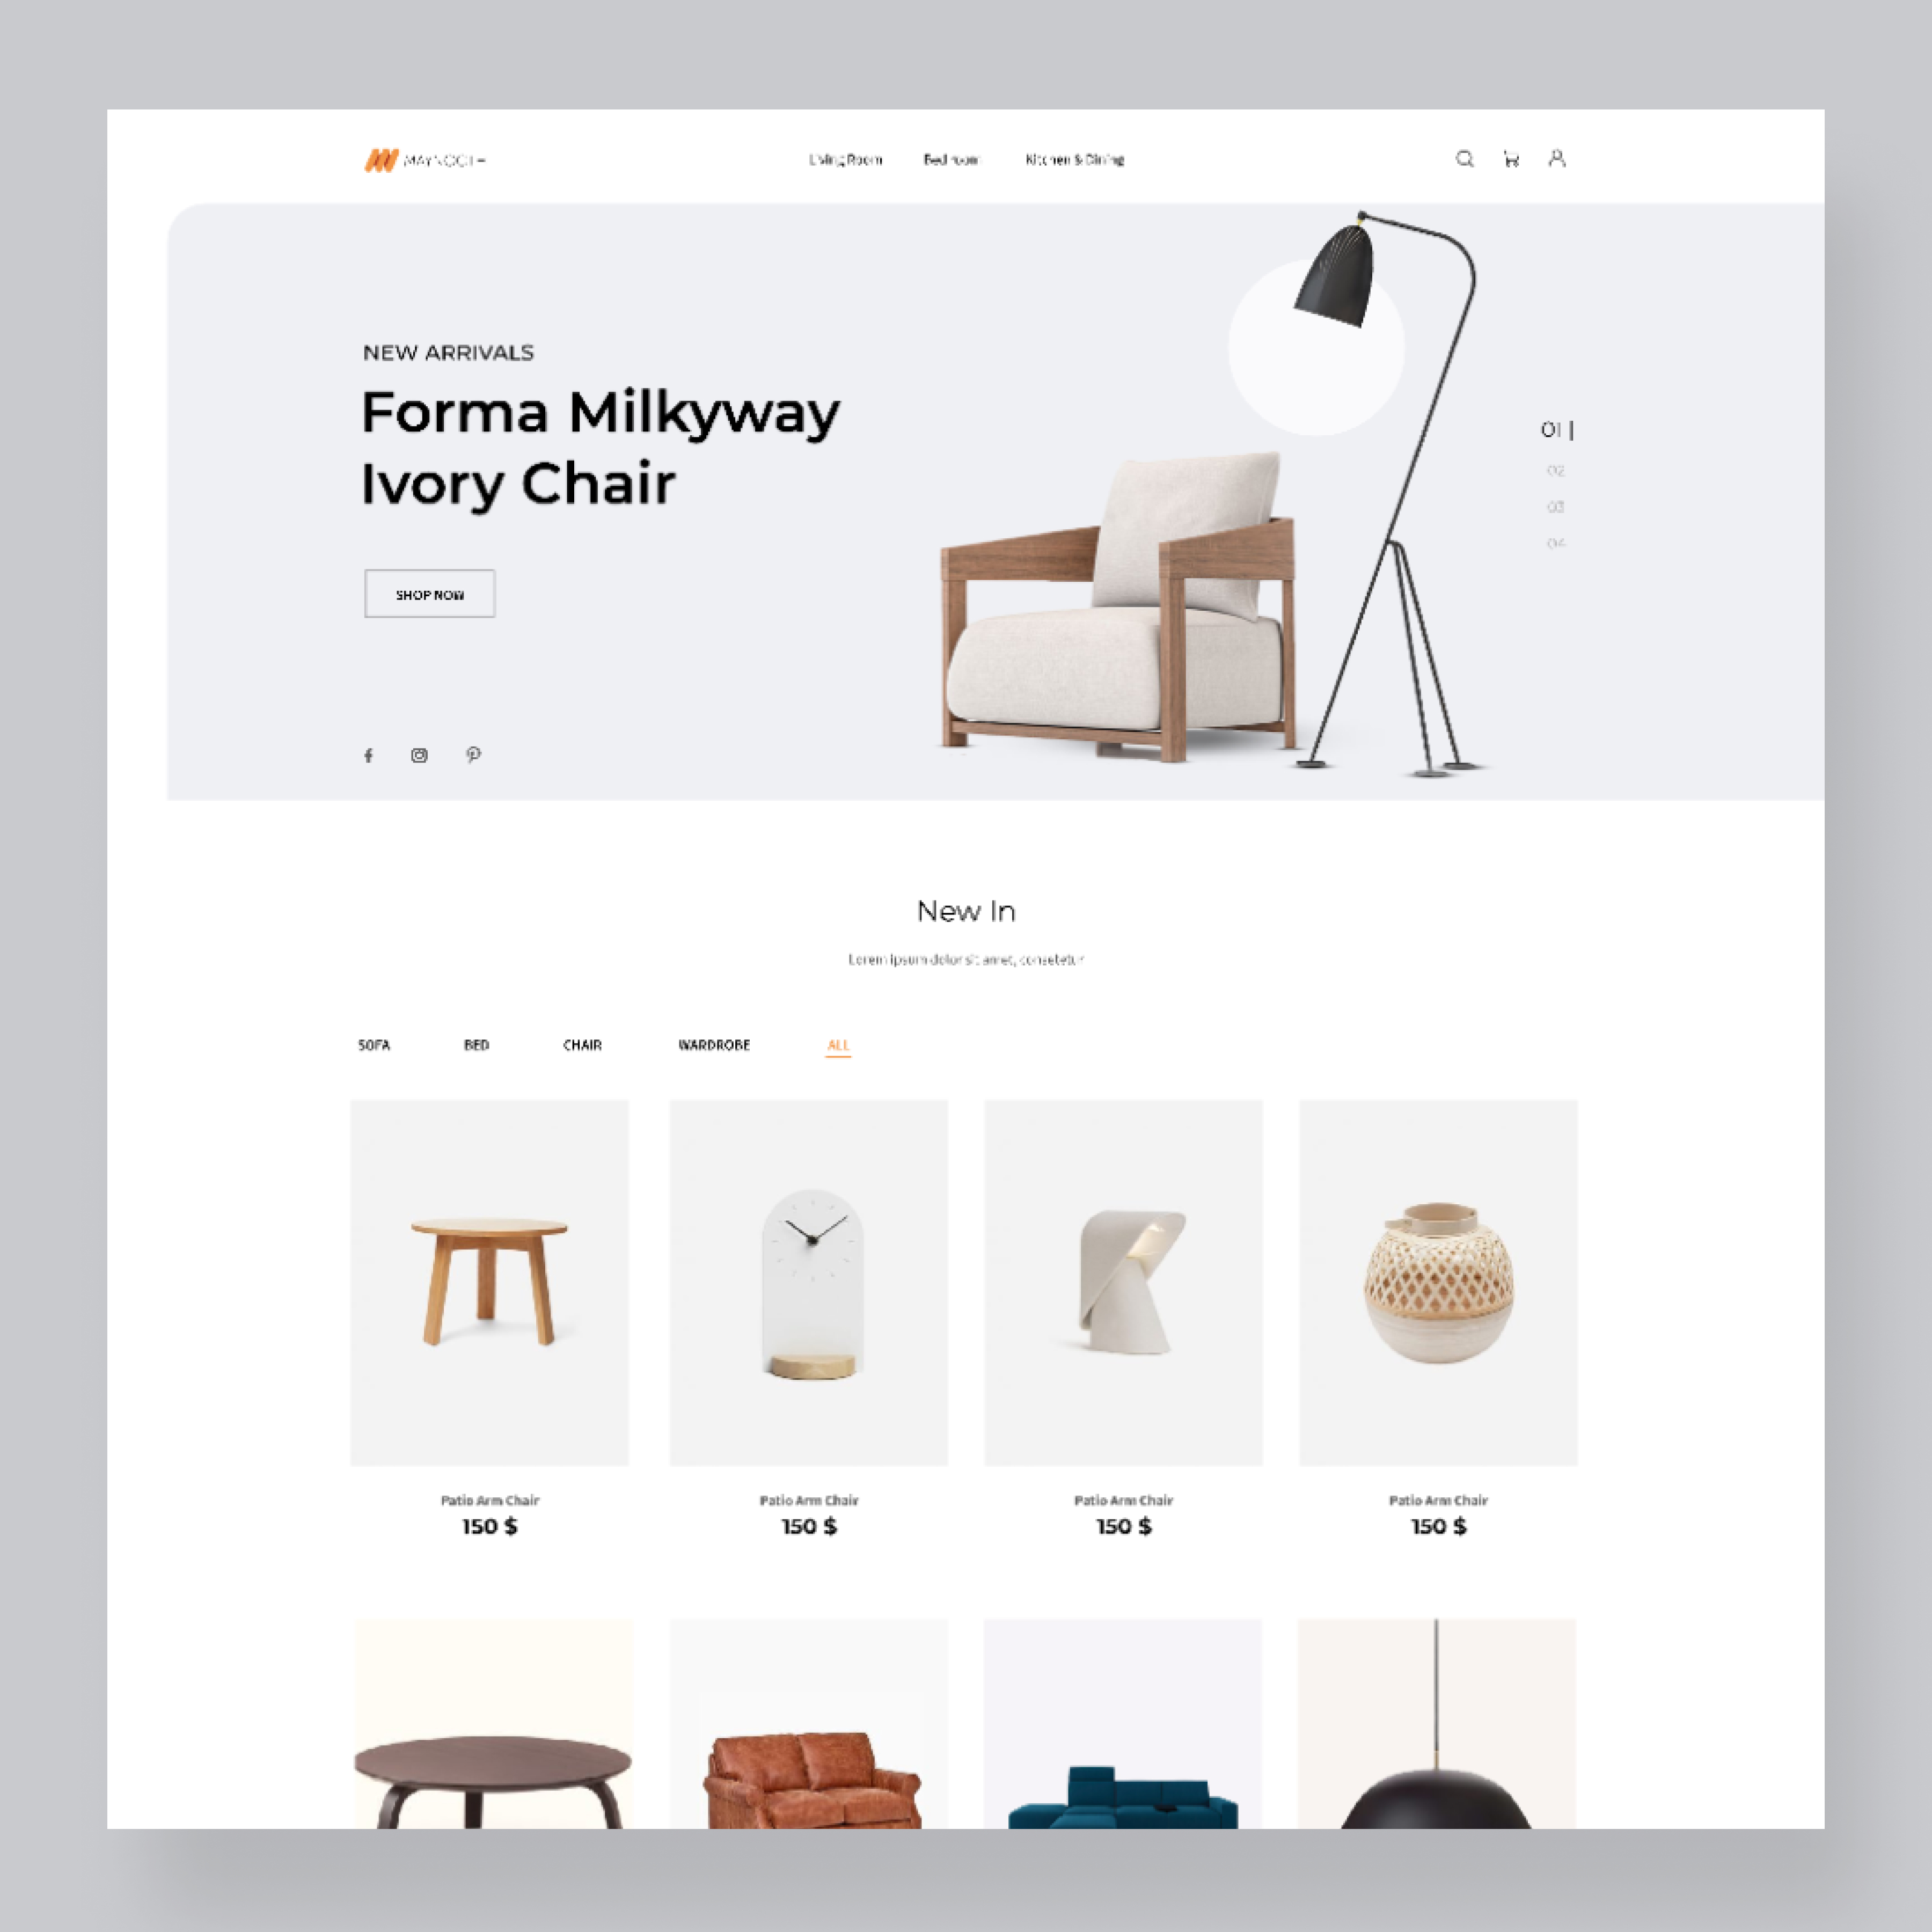 Living Room Bedroom Kitchen & Dining
NEW ARRIVALS
Forma Milkyway
Ivory Chair
01 |
02
03
04
SHOP NOW
New In
Lorem ipsum dolor sit amet, consetetur
SOFA BED CHAIR WARDROBE ALL
Patio Arm Chair Patio Arm Chair Patio Arm Chair Patio Arm Chair
150 $ 150 $ 150 $ 150 $